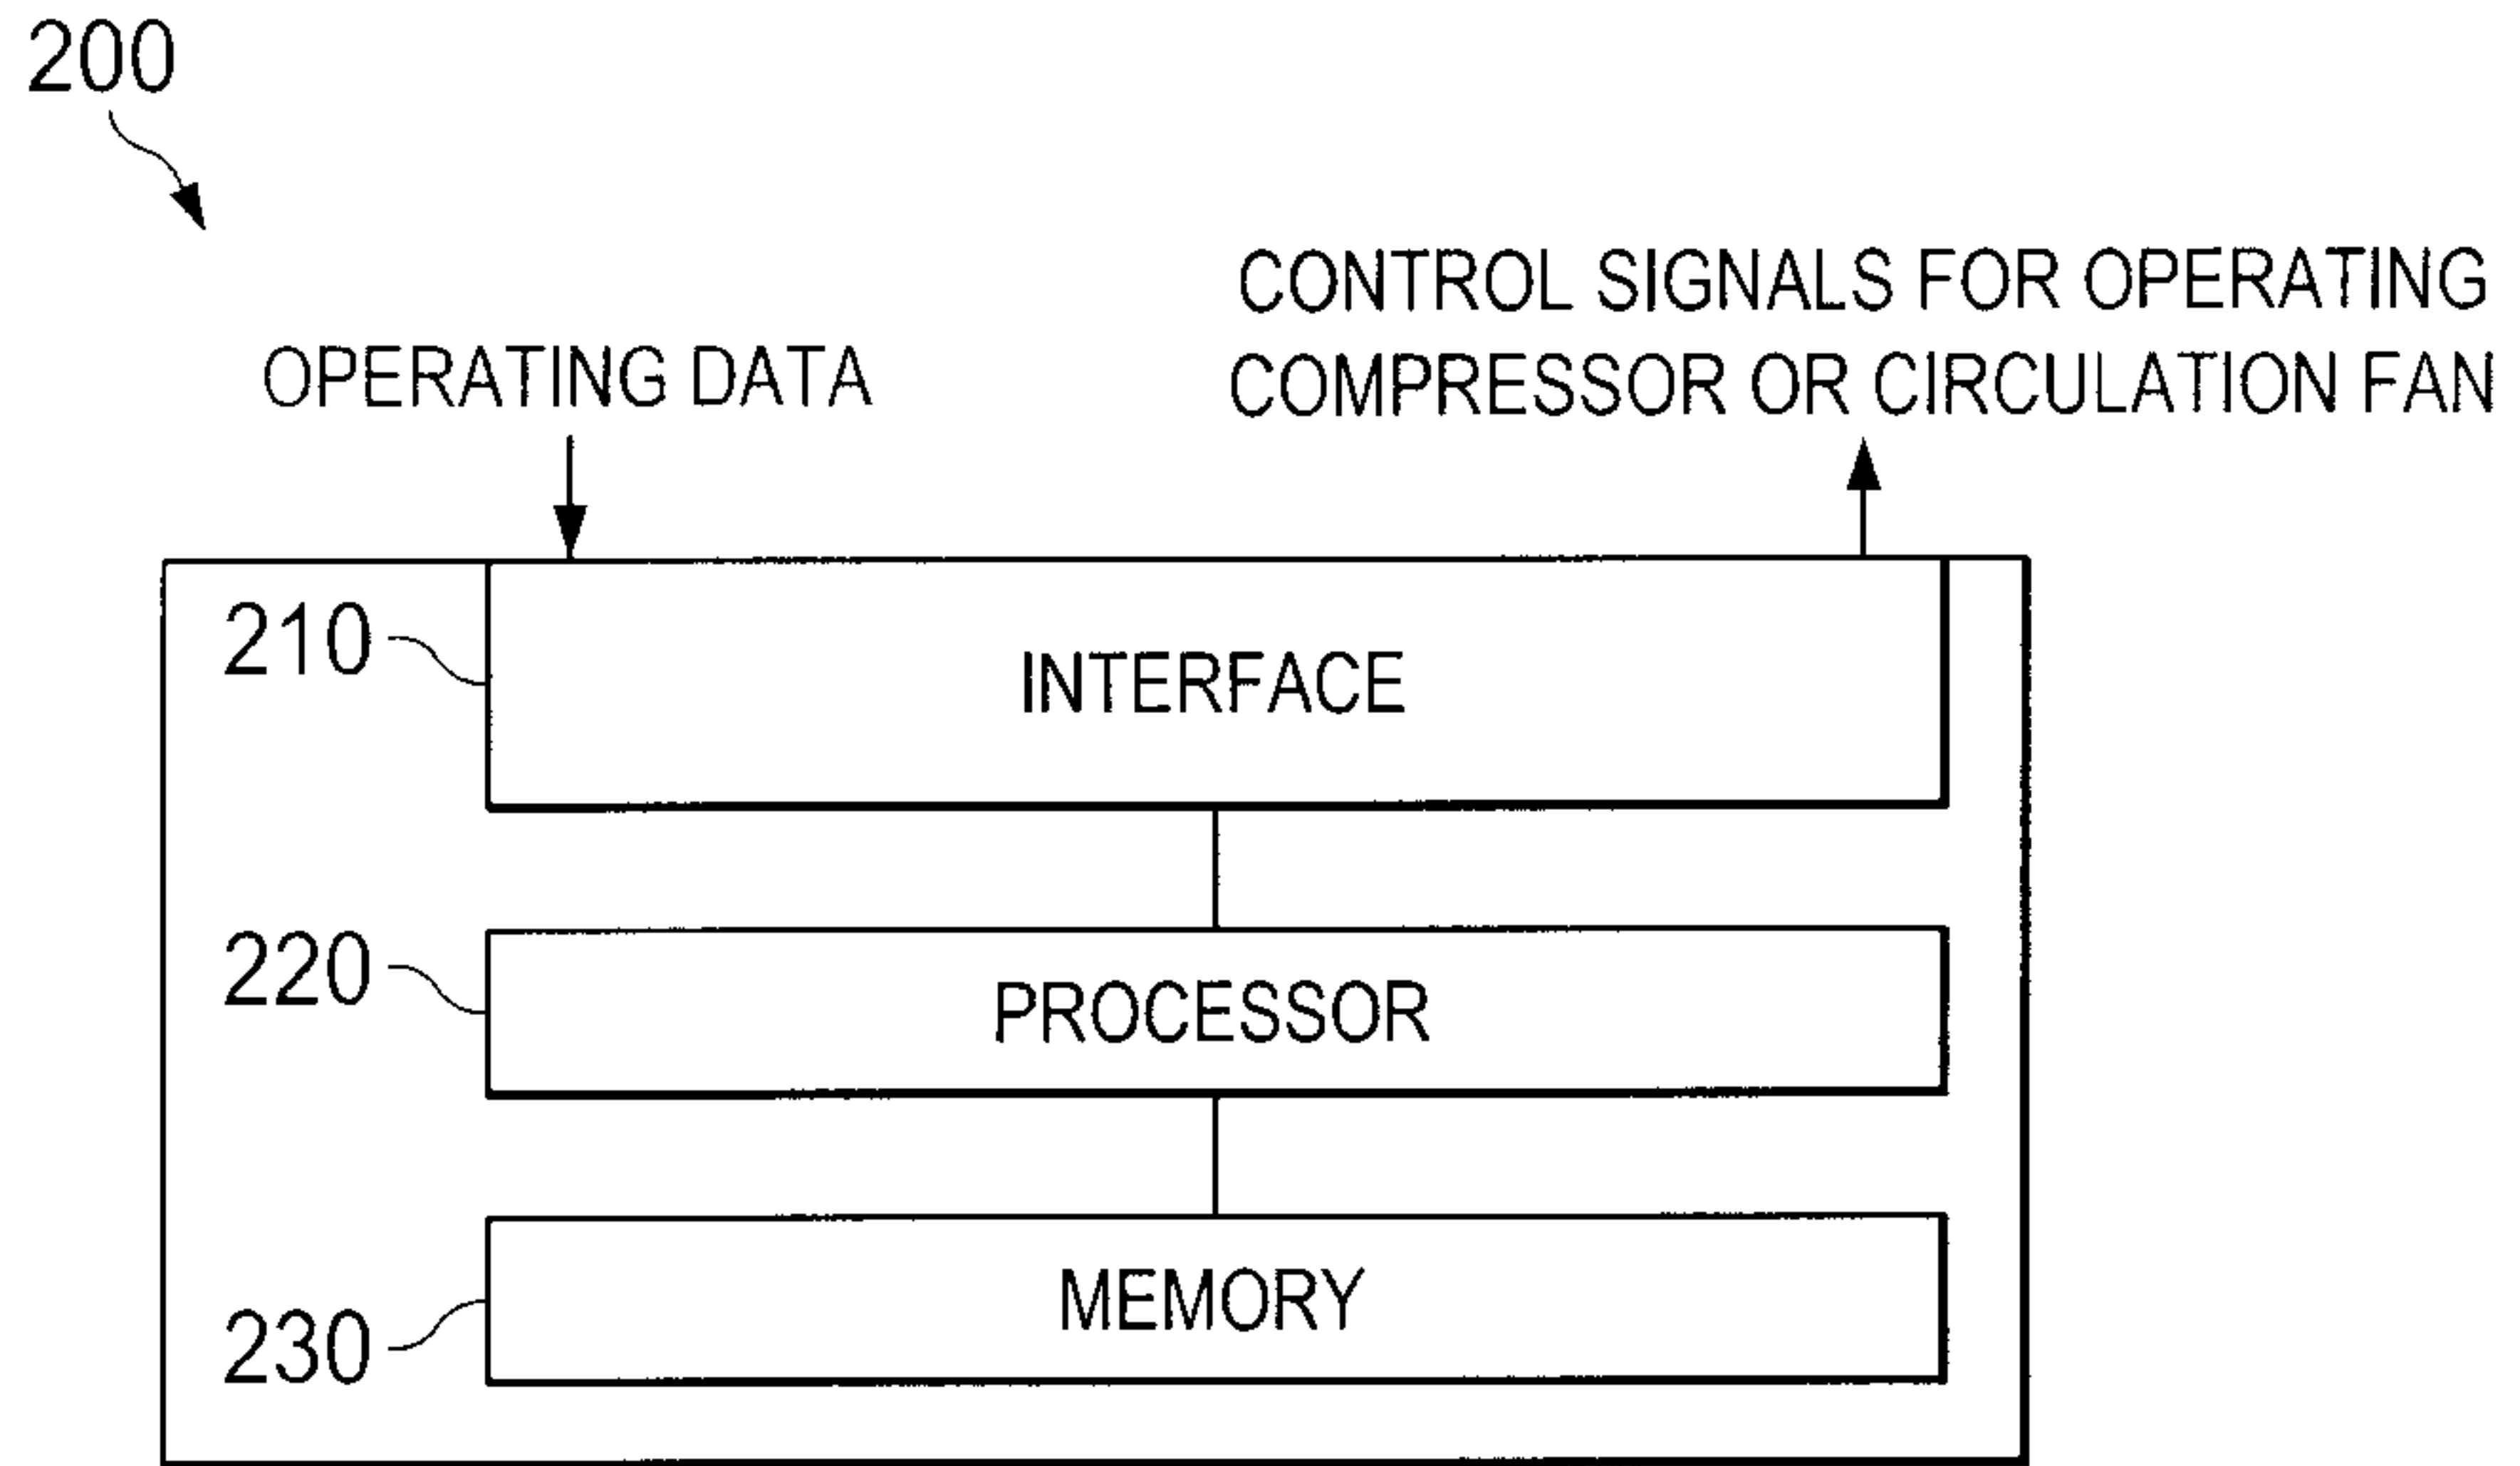 200
CONTROL SIGNALS FOR OPERATING
COMPRESSOR OR CIRCULATION FAN
OPERATING DATA
210
INTERFACE
220
PROCESSOR
230
MEMORY